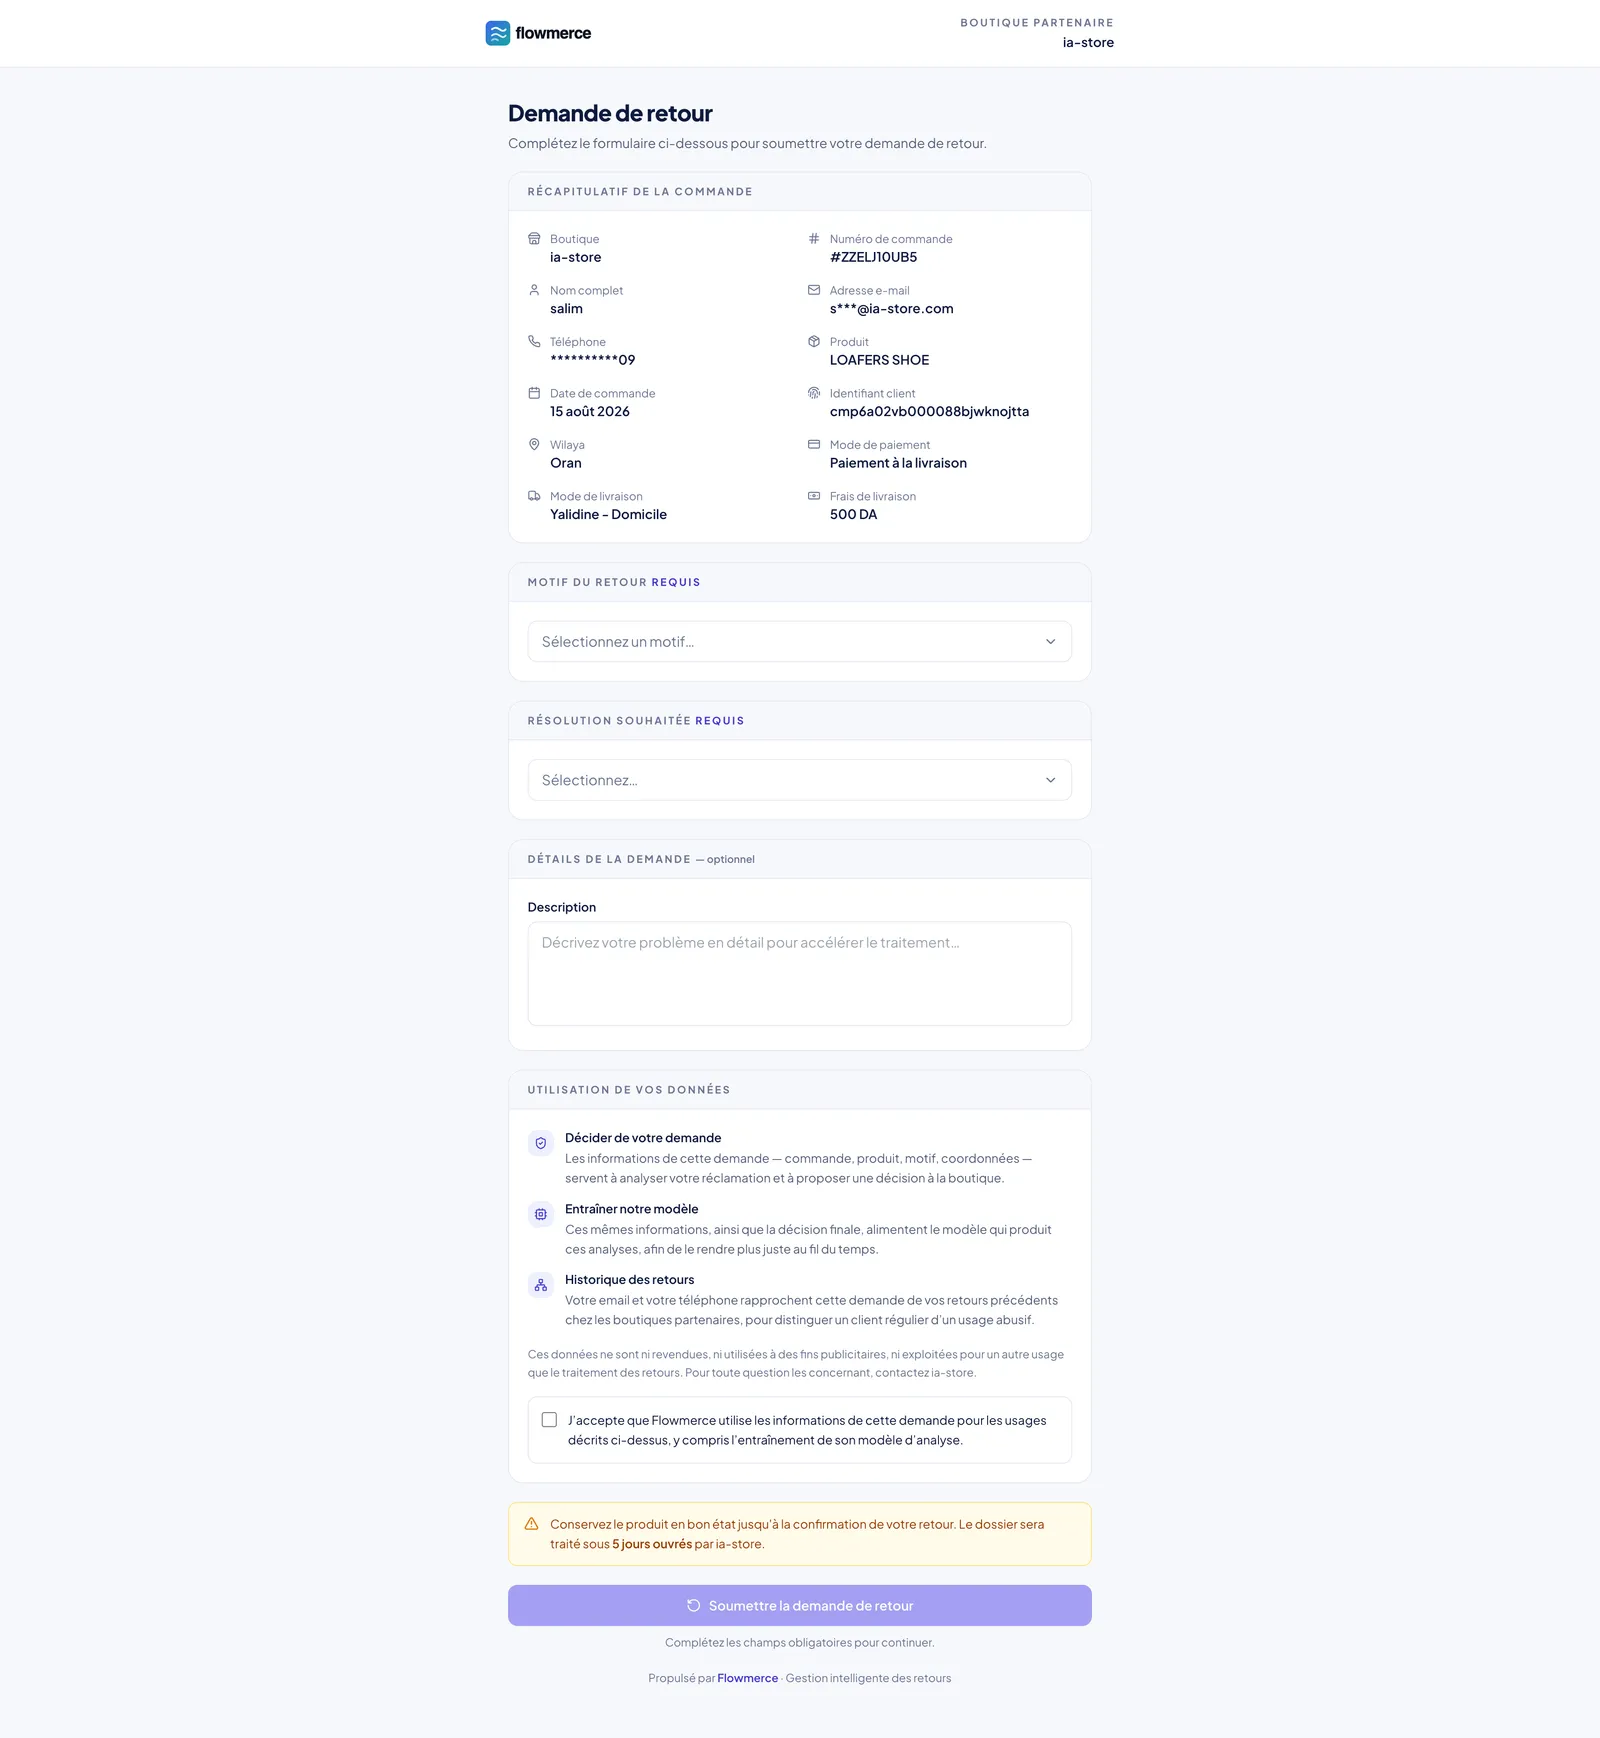 flowmerce
BOUTIQUE PARTENAIRE
ia-store
Demande de retour
Complétez le formulaire ci-dessous pour soumettre votre demande de retour.
RÉCAPITULATIF DE LA COMMANDE
Boutique
ia-store
Numéro de commande
#ZZELJ10UB5
Nom complet
salim
Adresse e-mail
s***@ia-store.com
Téléphone
**********09
Produit
LOAFERS SHOE
Date de commande
15 août 2026
Identifiant client
cmp6a02vb000088bjwknojtta
Wilaya
Oran
Mode de paiement
Paiement à la livraison
Mode de livraison
Yalidine - Domicile
Frais de livraison
500 DA
MOTIF DU RETOUR REQUIS
Sélectionnez un motif…
RÉSOLUTION SOUHAITÉE REQUIS
Sélectionnez…
DÉTAILS DE LA DEMANDE — optionnel
Description
Décrivez votre problème en détail pour accélérer le traitement…
UTILISATION DE VOS DONNÉES
Décider de votre demande
Les informations de cette demande — commande, produit, motif, coordonnées —
servent à analyser votre réclamation et à proposer une décision à la boutique.
Entraîner notre modèle
Ces mêmes informations, ainsi que la décision finale, alimentent le modèle qui produit
ces analyses, afin de le rendre plus juste au fil du temps.
Historique des retours
Votre email et votre téléphone rapprochent cette demande de vos retours précédents
chez les boutiques partenaires, pour distinguer un client régulier d'un usage abusif.
Ces données ne sont ni revendues, ni utilisées à des fins publicitaires, ni exploitées pour un autre usage
que le traitement des retours. Pour toute question les concernant, contactez ia-store.
J'accepte que Flowmerce utilise les informations de cette demande pour les usages
décrits ci-dessus, y compris l'entraînement de son modèle d'analyse.
Conservez le produit en bon état jusqu'à la confirmation de votre retour. Le dossier sera
traité sous 5 jours ouvrés par ia-store.
Soumettre la demande de retour
Complétez les champs obligatoires pour continuer.
Propulsé par Flowmerce · Gestion intelligente des retours